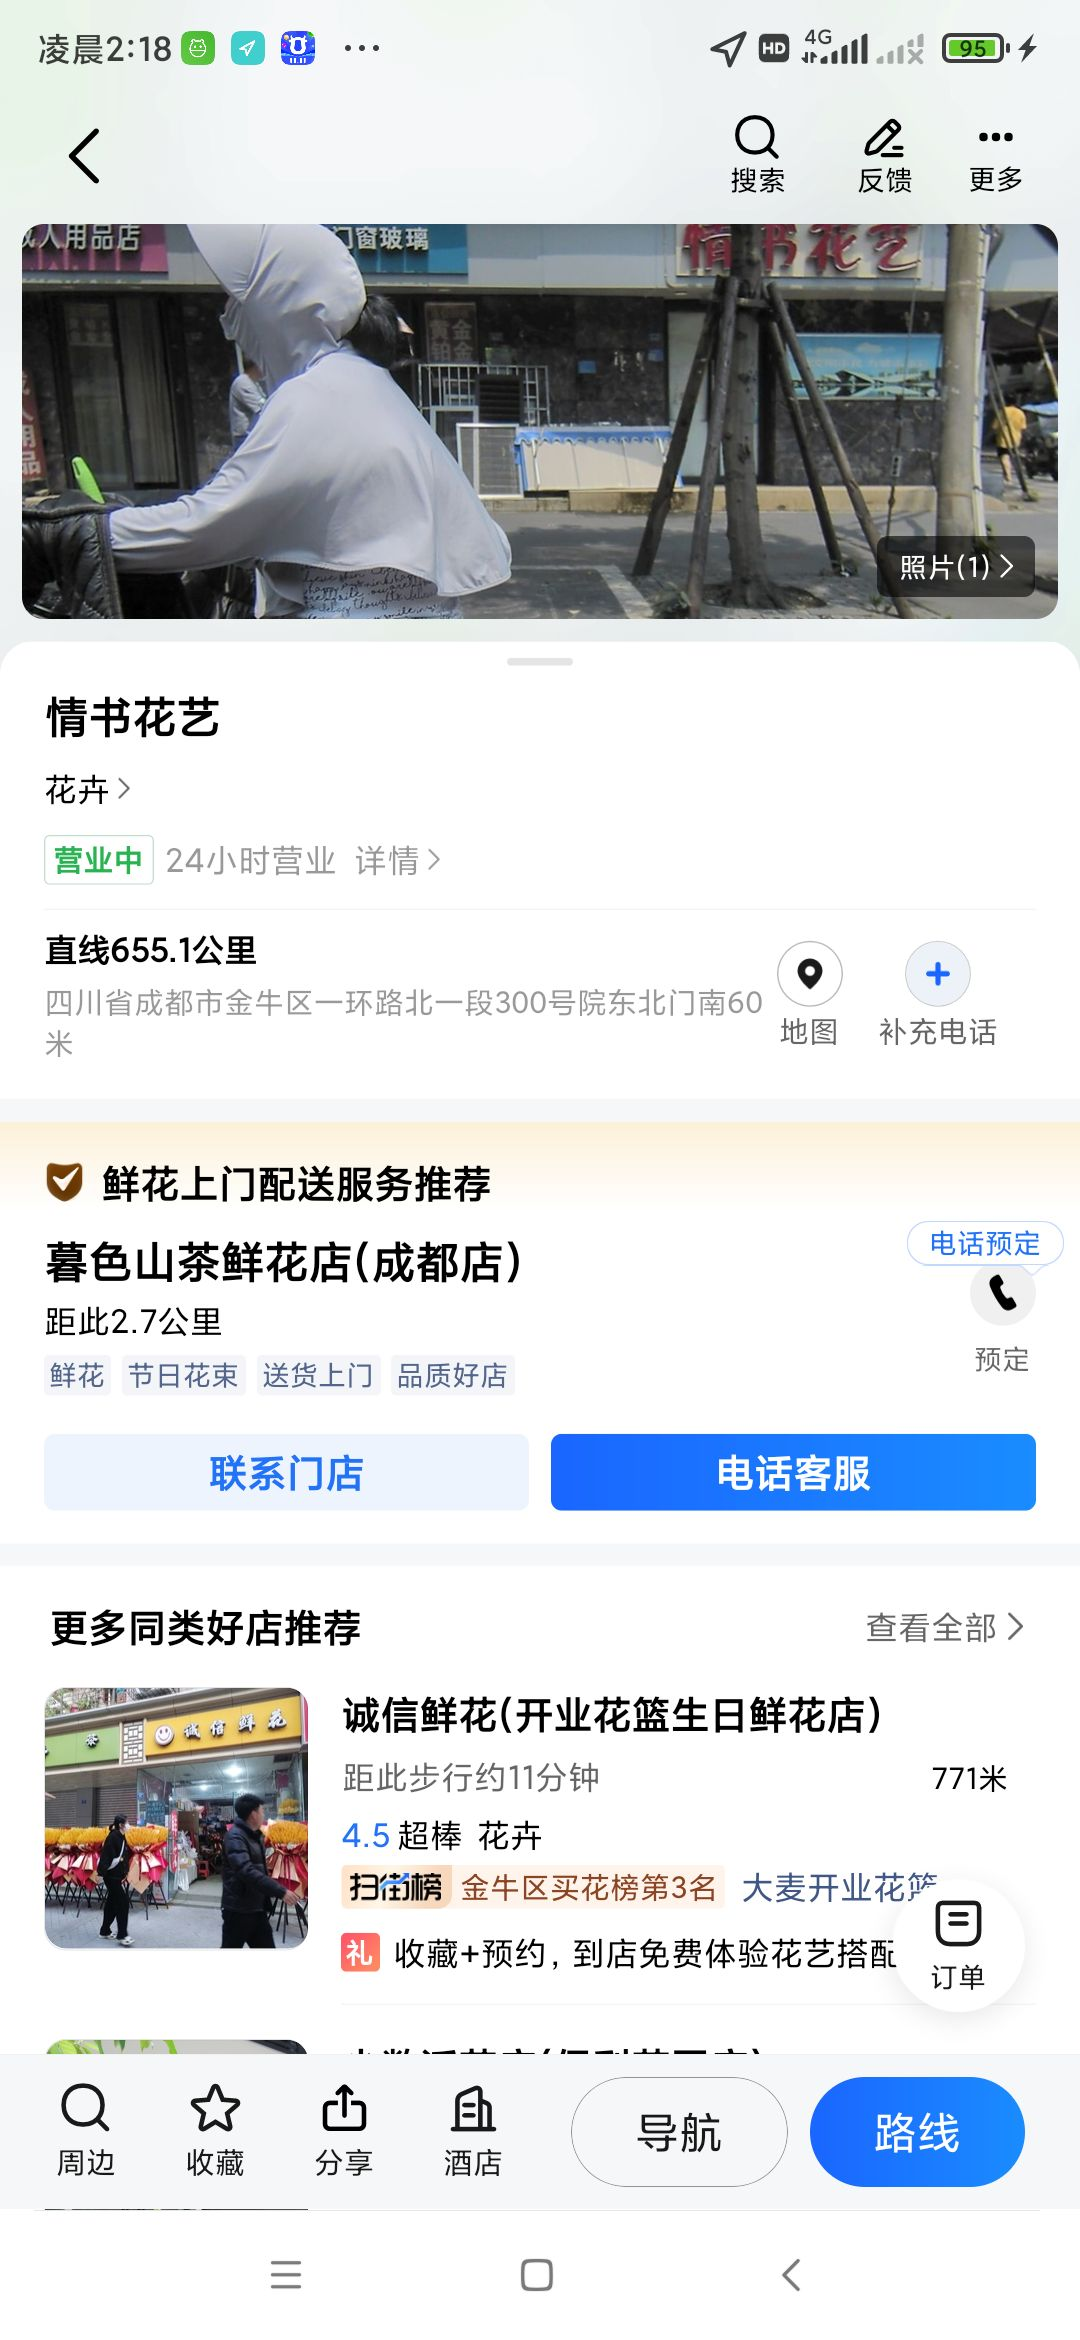 凌晨2:18
HD 4G 95
搜索 反馈 更多
成人用品店 门窗玻璃 情书花艺
黄金
铂金
照片(1)
情书花艺
花卉
营业中 24小时营业 详情
直线655.1公里
四川省成都市金牛区一环路北一段300号院东北门南60
米
地图 补充电话
鲜花上门配送服务推荐
暮色山茶鲜花店(成都店)
电话预定
距此2.7公里
预定
鲜花 节日花束 送货上门 品质好店
联系门店 电话客服
更多同类好店推荐 查看全部
诚信鲜花
诚信鲜花(开业花篮生日鲜花店)
距此步行约11分钟 771米
4.5 超棒 花卉
扫街榜 金牛区买花榜第3名 大麦开业花篮
礼 收藏+预约，到店免费体验花艺搭配
订单
周边 收藏 分享 酒店 导航 路线